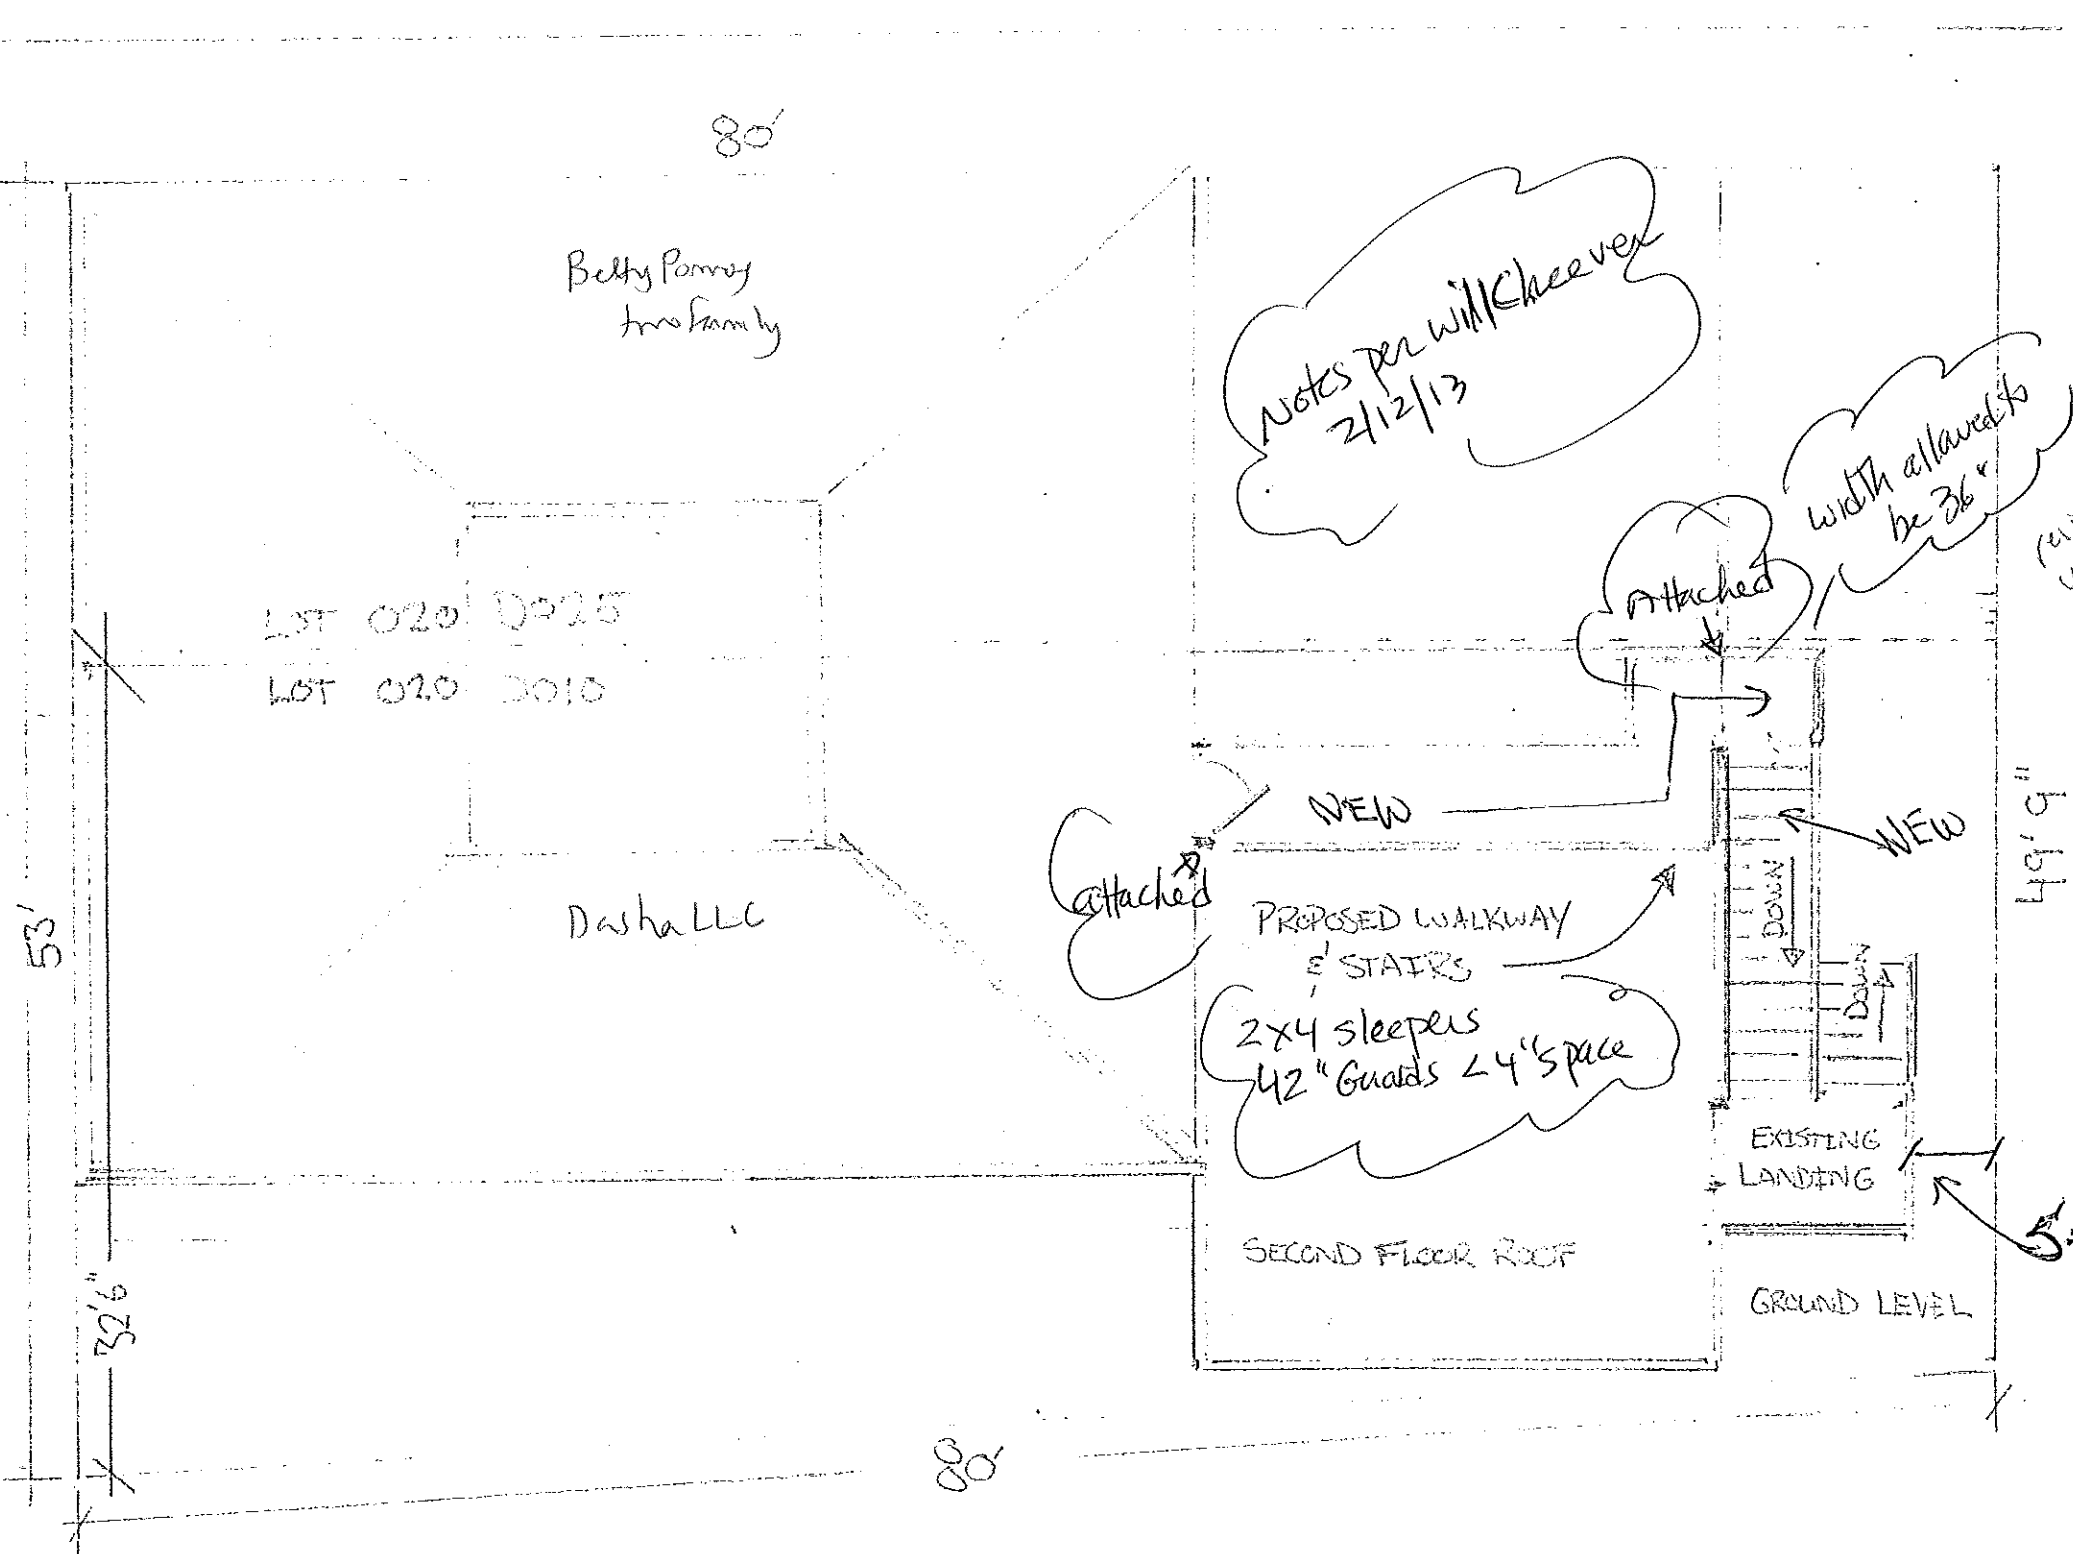 80'
Betty Pomroy
two family
Notes per will Cheever
2/12/13
width allowed to
be 36"
Attached
LOT 020 D025
LOT 020 D010
NEW
NEW
attached
Dasha LLC
53'
49'9"
PROPOSED WALKWAY
& STAIRS
DOWN
DOWN
2x4 sleepers
42" Guards <4" space
EXISTING
LANDING
5'
SECOND FLOOR ROOF
GROUND LEVEL
32'6"
80'